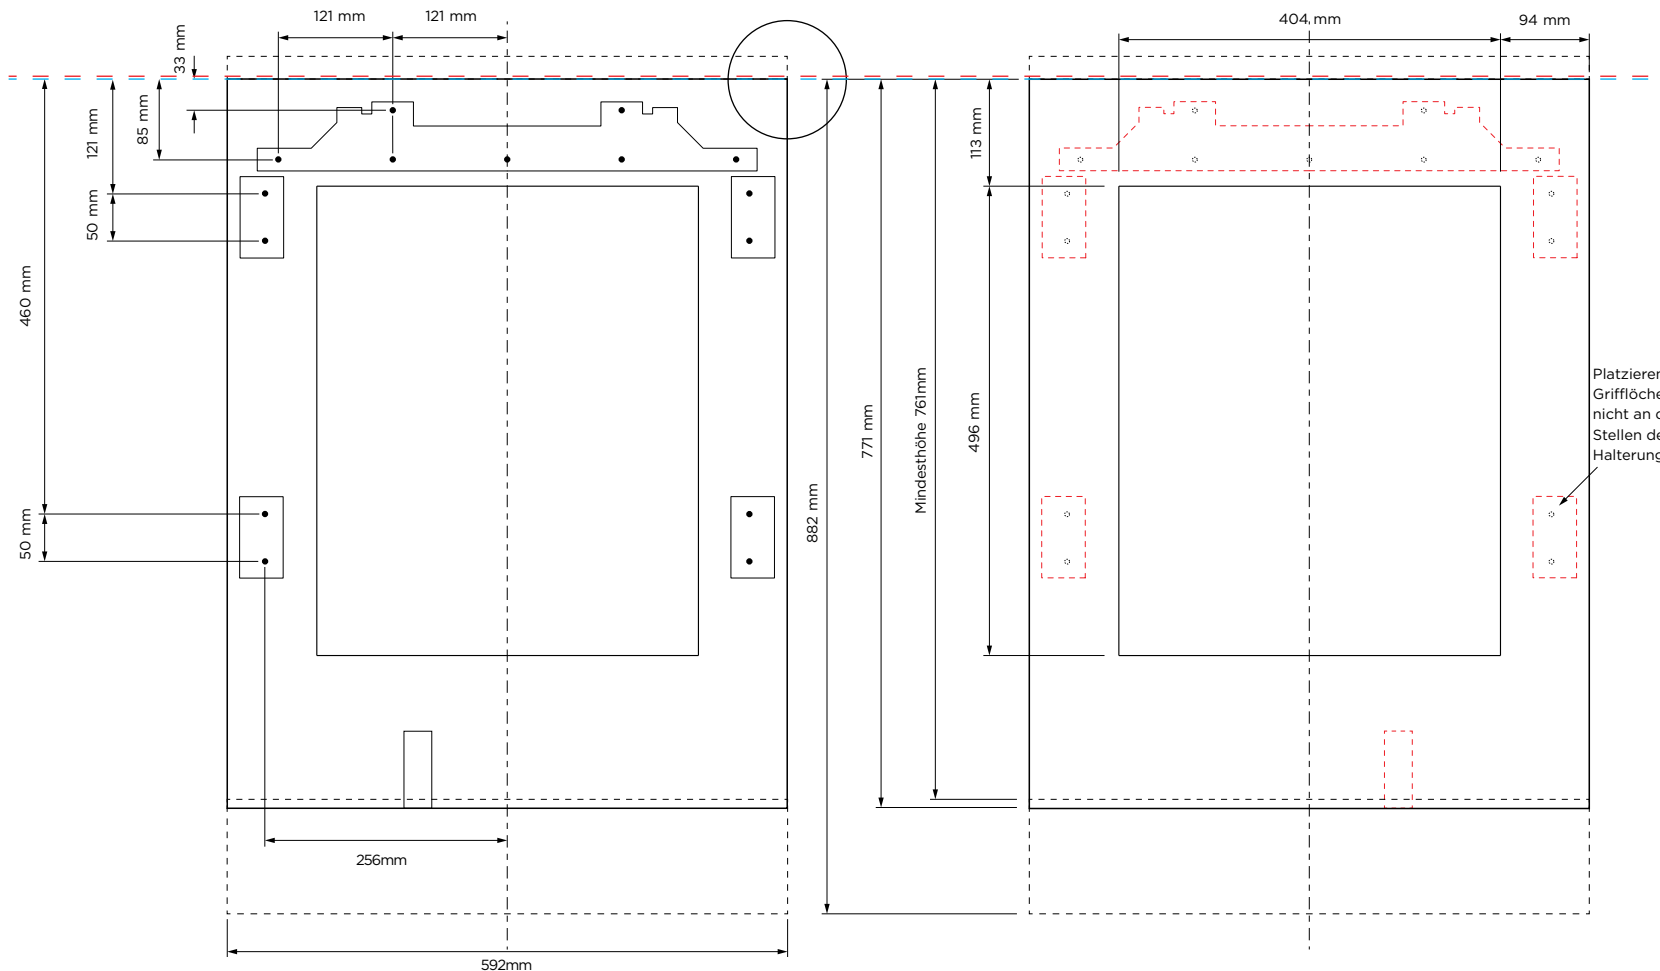 121 mm
121 mm
33 mm
85 mm
121 mm
50 mm
460 mm
50 mm
256mm
592mm
404 mm
94 mm
113 mm
496 mm
Mindesthöhe 761mm
771 mm
882 mm
Platzieren
Grifflöche
nicht an d
Stellen de
Halterung